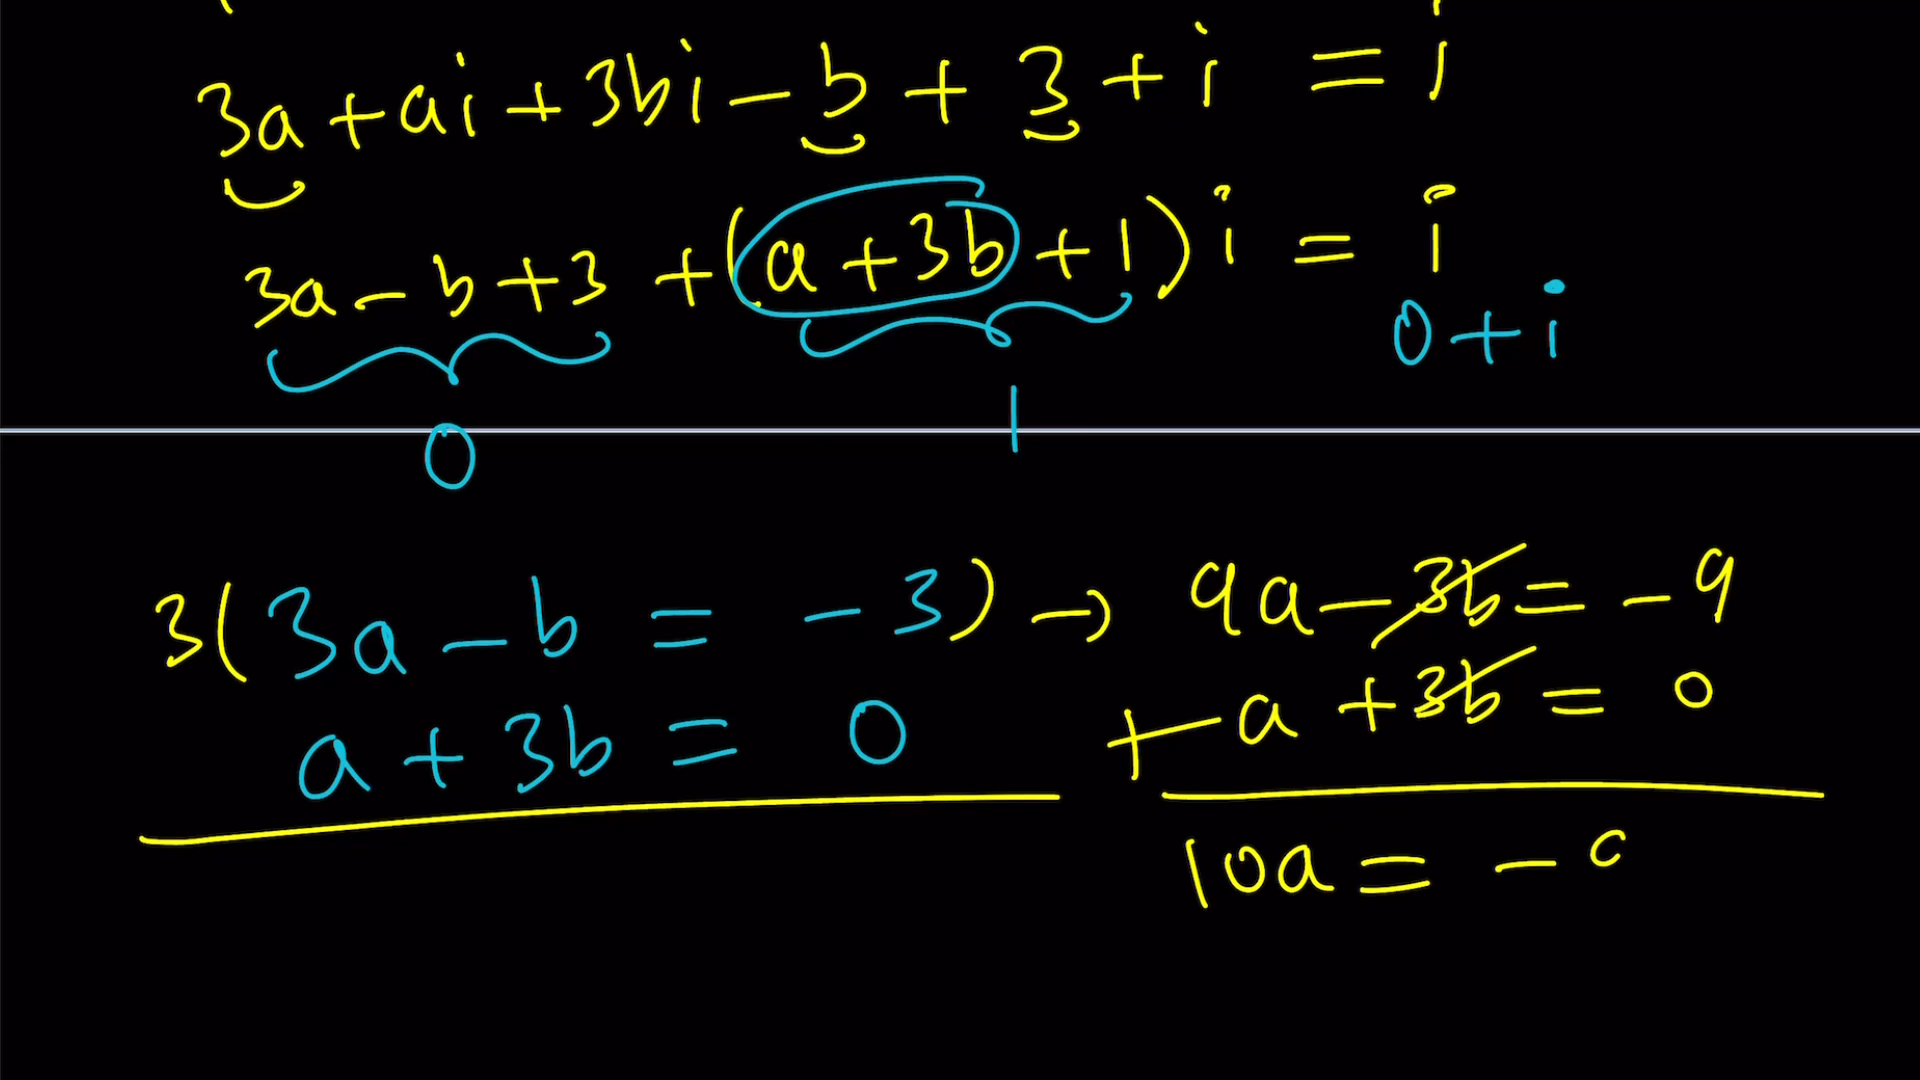 3a + ai + 3bi - b + 3 + i = i
3a - b + 3 + (a + 3b + 1) i = i
0 + i
0
1
3(3a - b = -3) → 9a - 3b = -9
a + 3b = 0
+ a + 3b = 0
10a = -